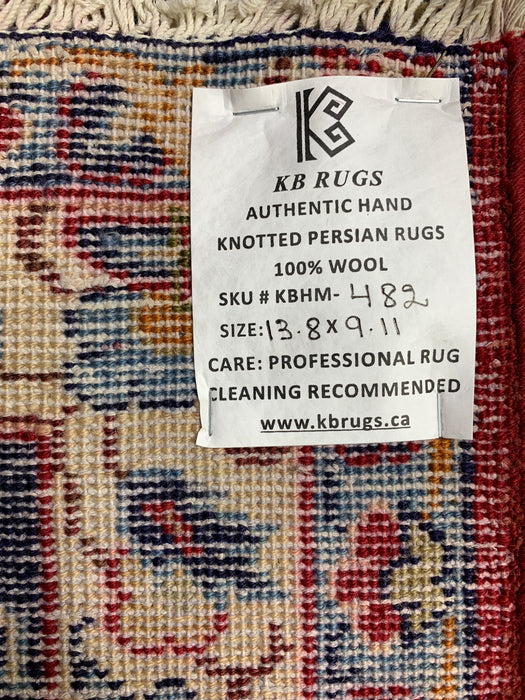 KB
KB RUGS
AUTHENTIC HAND
KNOTTED PERSIAN RUGS
100% WOOL
SKU # KBHM- 482
SIZE: 13.8 X 9.11
CARE: PROFESSIONAL RUG
CLEANING RECOMMENDED
www.kbrugs.ca